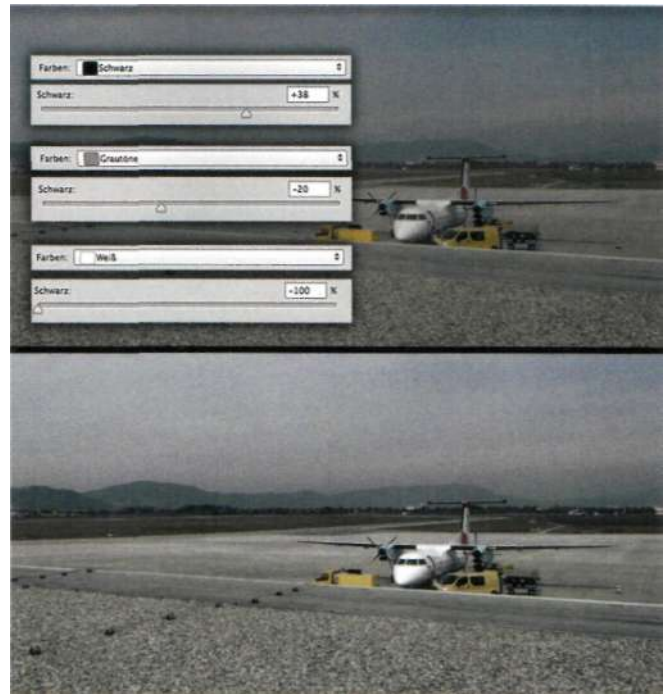 Farben: Schwarz
Schwarz: +38 %
Farben: Grautöne
Schwarz: -20 %
Farben: Weiß
Schwarz: -100 %